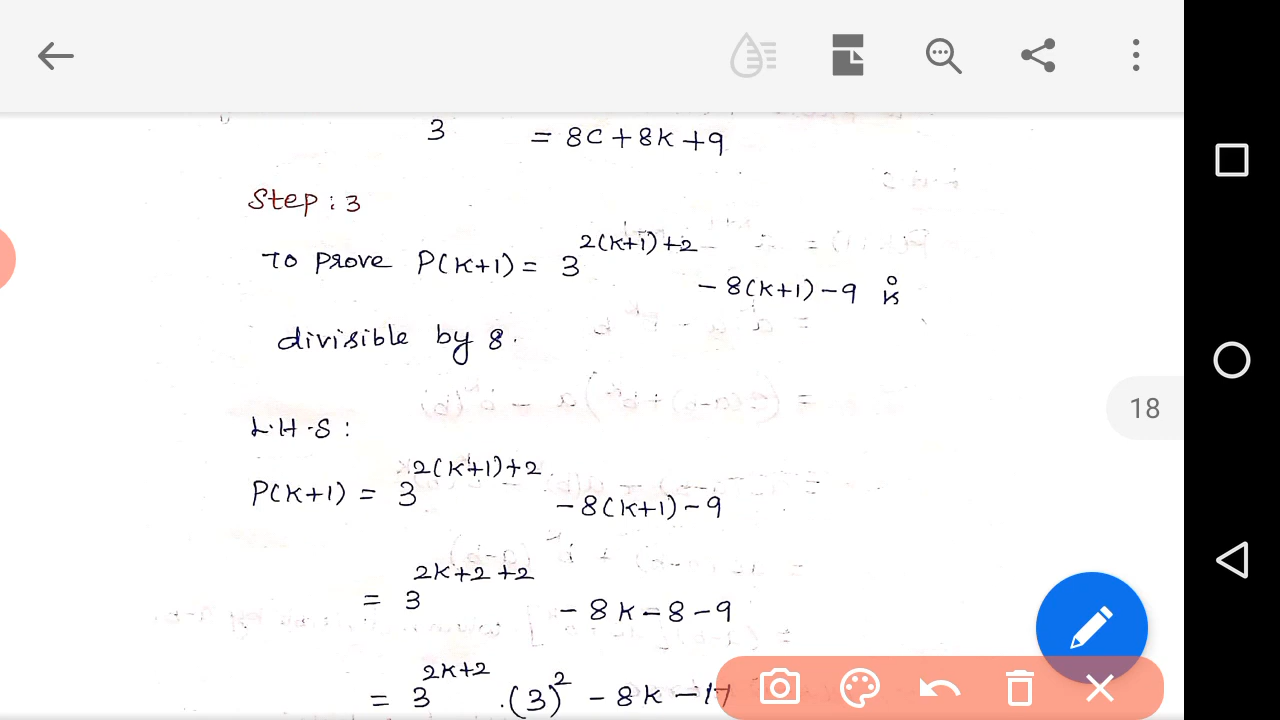 3 = 8C + 8K + 9
Step : 3
To prove P(K+1) = 3^{2(K+1)+2} - 8(K+1) - 9 is
divisible by 8.
L.H.S :
P(K+1) = 3^{2(K+1)+2} - 8(K+1) - 9
= 3^{2K+2+2} - 8K - 8 - 9
= 3^{2K+2} . (3)^2 - 8K - 17
18